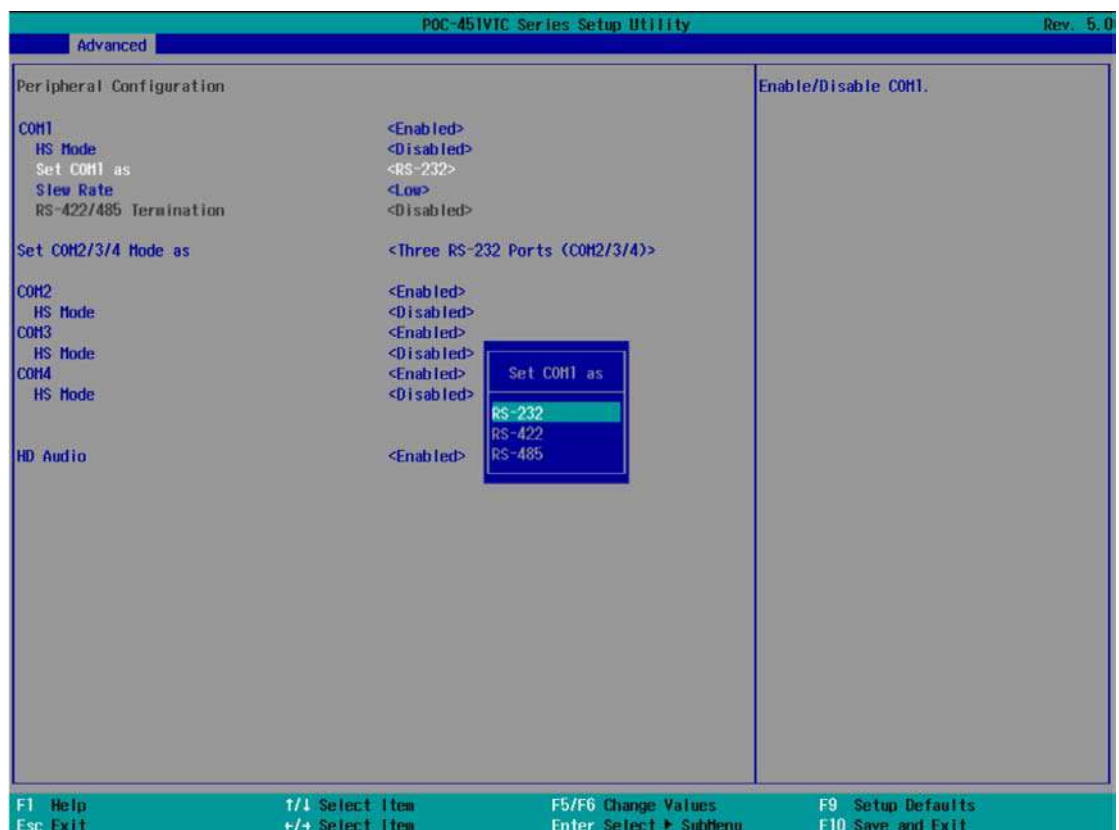 POC-451VTC Series Setup Utility Rev. 5.0
Advanced
Peripheral Configuration
Enable/Disable COM1.
COM1 <Enabled>
HS Mode <Disabled>
Set COM1 as <RS-232>
Slew Rate <Low>
RS-422/485 Termination <Disabled>
Set COM2/3/4 Mode as <Three RS-232 Ports (COM2/3/4)>
COM2 <Enabled>
HS Mode <Disabled>
COM3 <Enabled>
HS Mode <Disabled>
COM4 <Enabled>
HS Mode <Disabled>
HD Audio <Enabled>
Set COM1 as
RS-232
RS-422
RS-485
F1 Help ↑/↓ Select Item F5/F6 Change Values F9 Setup Defaults
Esc Exit ←/→ Select Item Enter Select ▶ SubMenu F10 Save and Exit